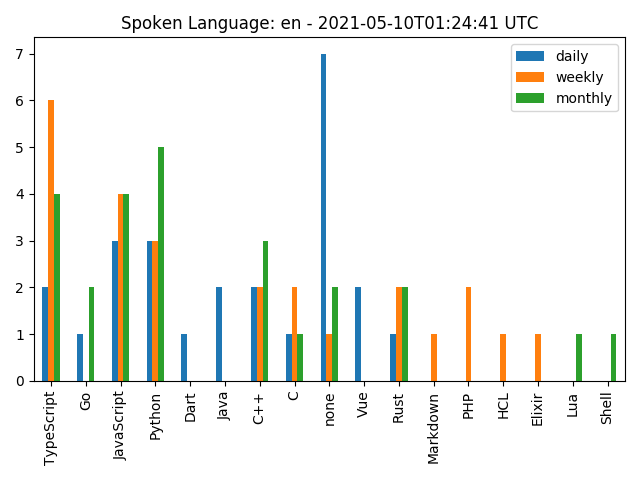 Spoken Language: en - 2021-05-10T01:24:41 UTC
daily
weekly
monthly
7
6
5
4
3
2
1
0
TypeScript
Go
JavaScript
Python
Dart
Java
C++
C
none
Vue
Rust
Markdown
PHP
HCL
Elixir
Lua
Shell